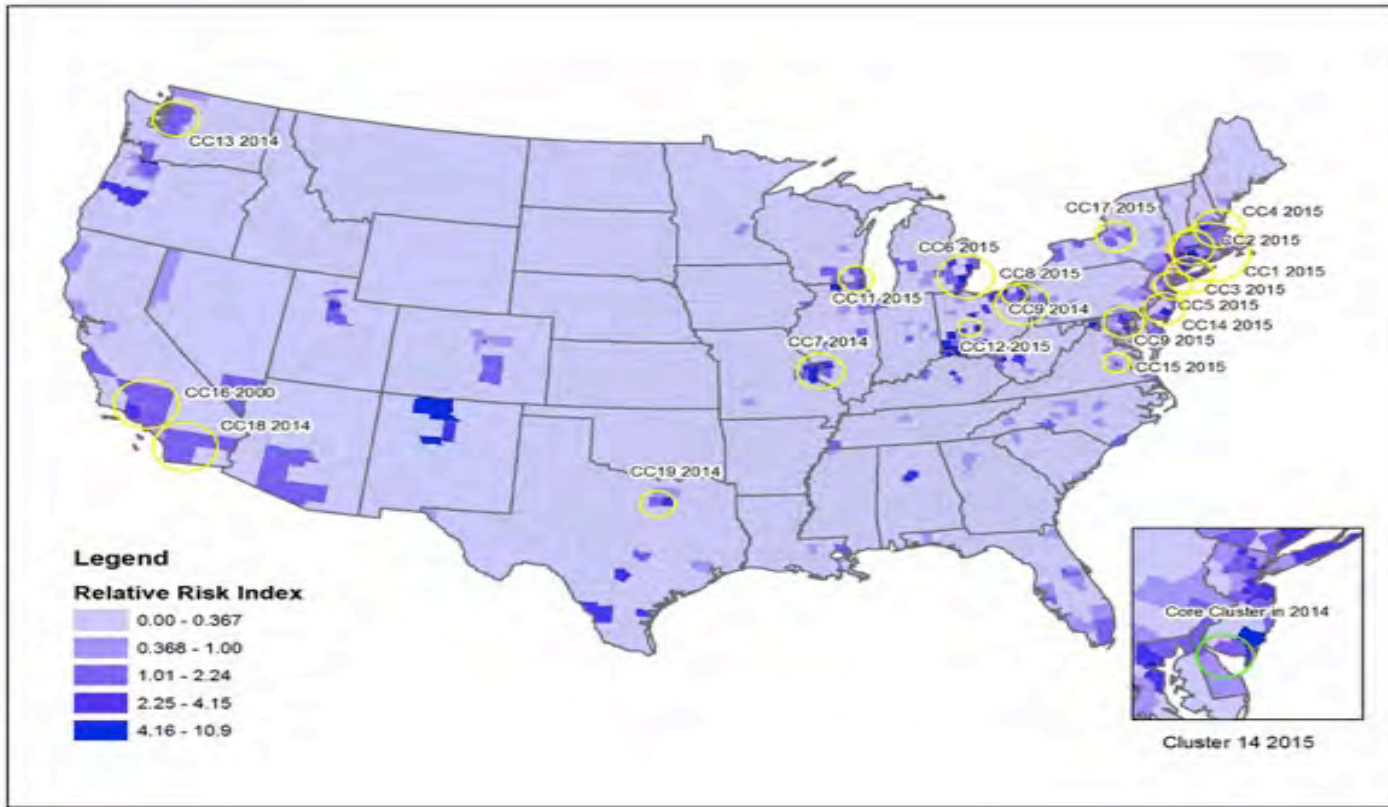 CC13 2014
CC17 2015
CC4 2015
CC6 2015
CC2 2015
CC8 2015
CC1 2015
CC11 2015
CC9 2014
CC3 2015
CC5 2015
CC14 2015
CC7 2014
CC12 2015
CC9 2015
CC15 2015
CC16 2000
CC18 2014
CC19 2014
Legend
Relative Risk Index
0.00 - 0.367
0.368 - 1.00
1.01 - 2.24
2.25 - 4.15
4.16 - 10.9
Core Cluster in 2014
Cluster 14 2015